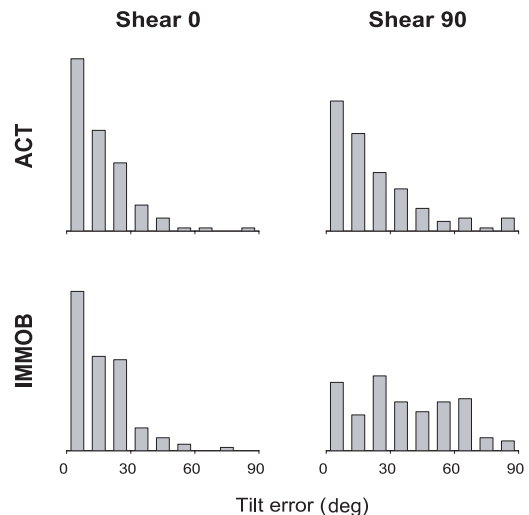 Shear 0 Shear 90
ACT
IMMOB
0 30 60 90 0 30 60 90
Tilt error (deg)